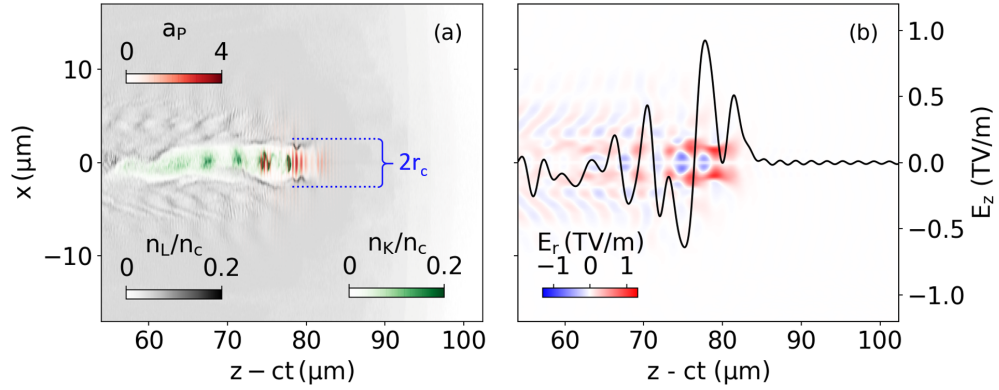 a_P
0 4
(a)
10
0
−10
x (μm)
2r_c
n_L/n_c
0 0.2
n_K/n_c
0 0.2
60 70 80 90 100
z − ct (μm)
(b)
1.0
0.5
0.0
−0.5
−1.0
E_z (TV/m)
E_r (TV/m)
−1 0 1
60 70 80 90 100
z - ct (μm)